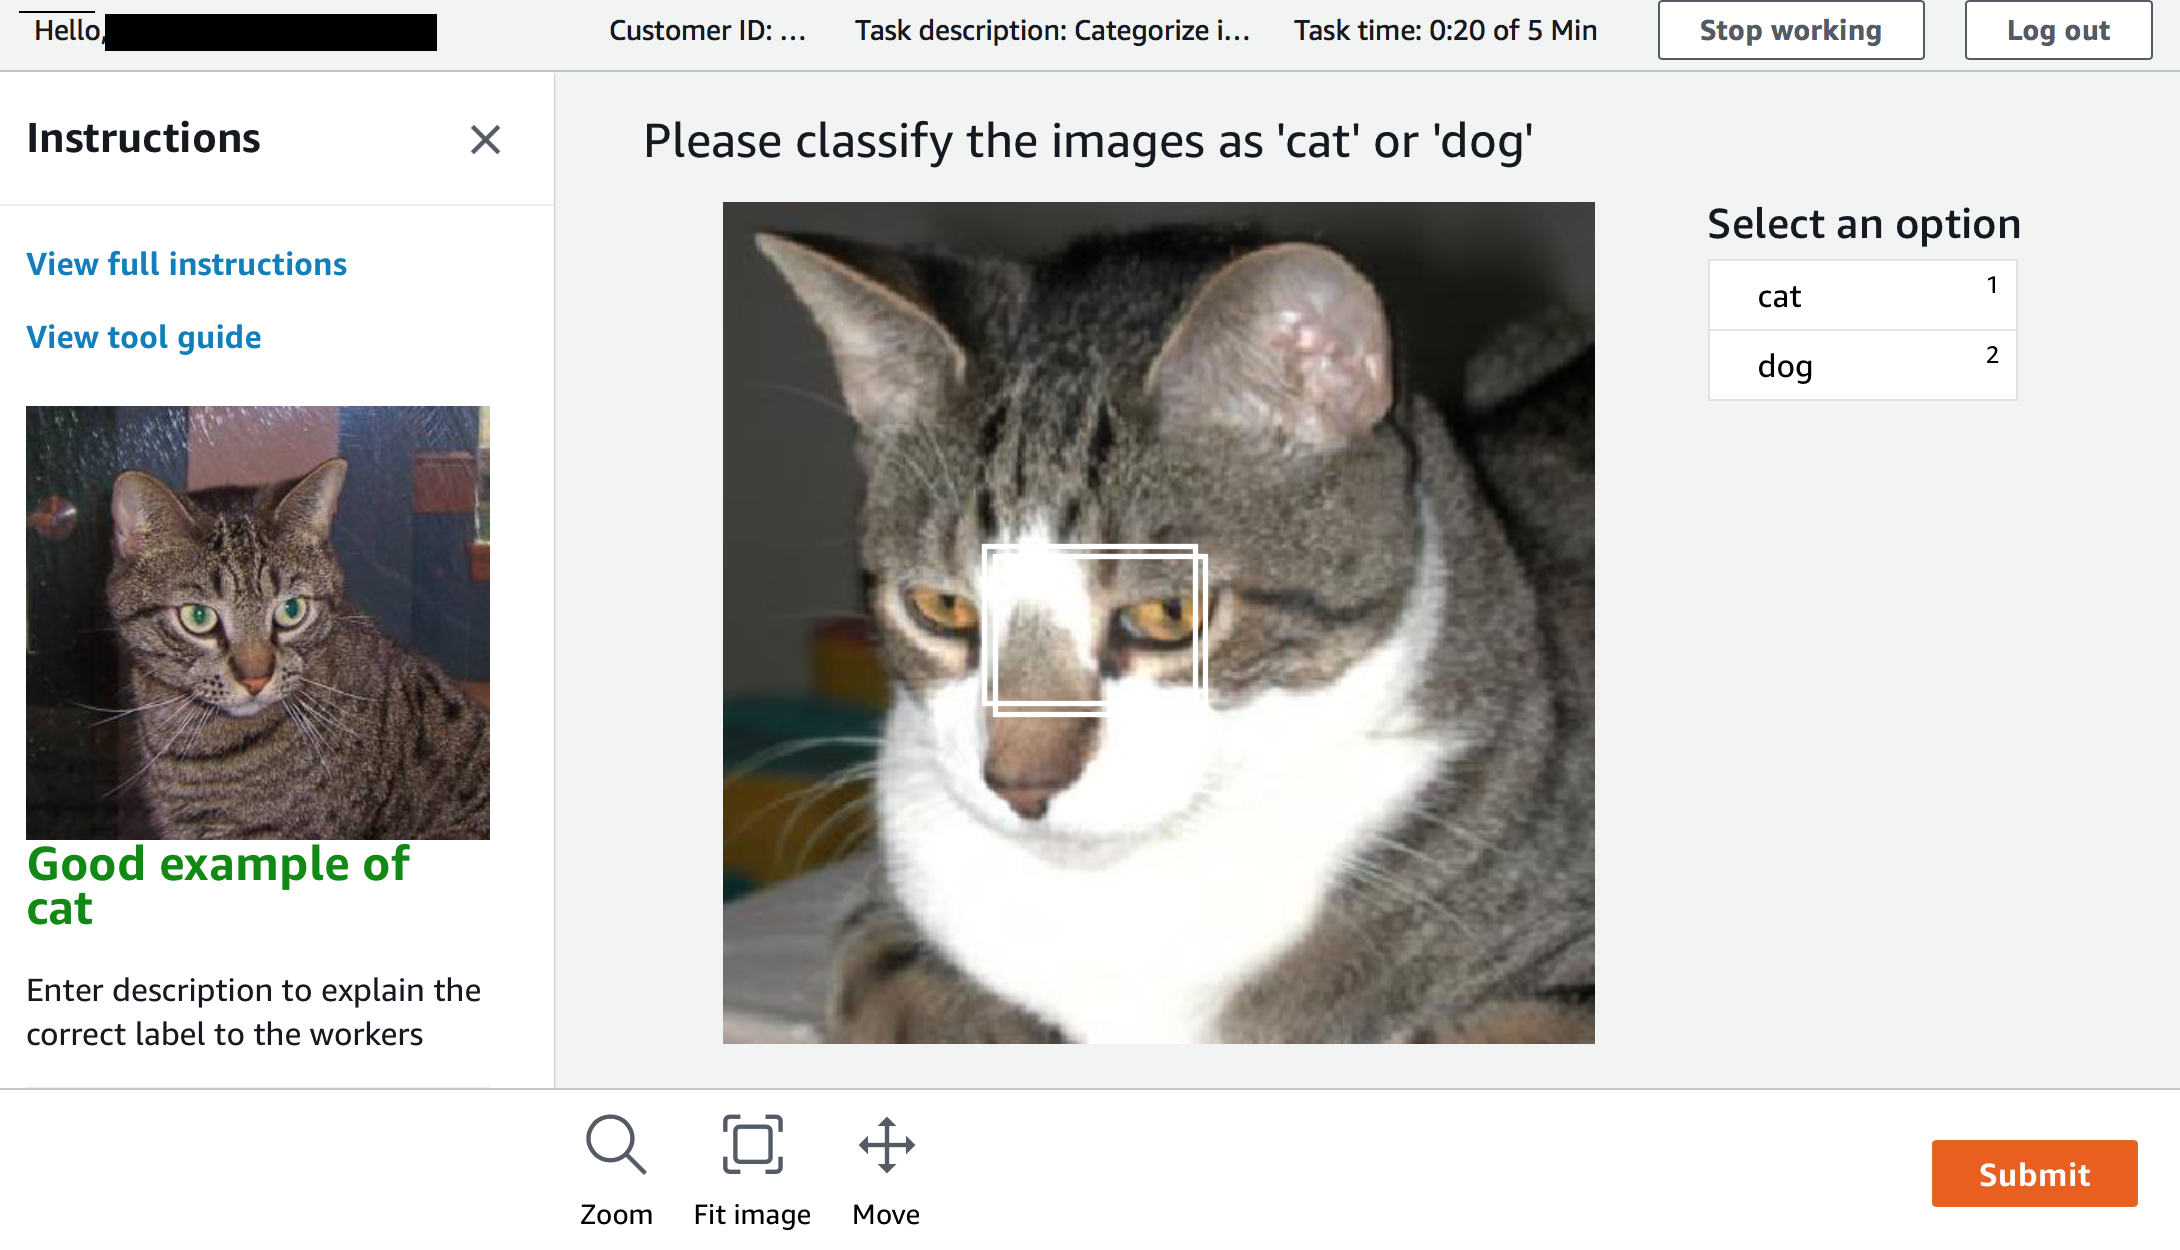 Hello,
Customer ID: ...
Task description: Categorize i...
Task time: 0:20 of 5 Min
Stop working
Log out
Instructions
View full instructions
View tool guide
Good example of
cat
Enter description to explain the
correct label to the workers
Please classify the images as 'cat' or 'dog'
Select an option
cat 1
dog 2
Zoom
Fit image
Move
Submit